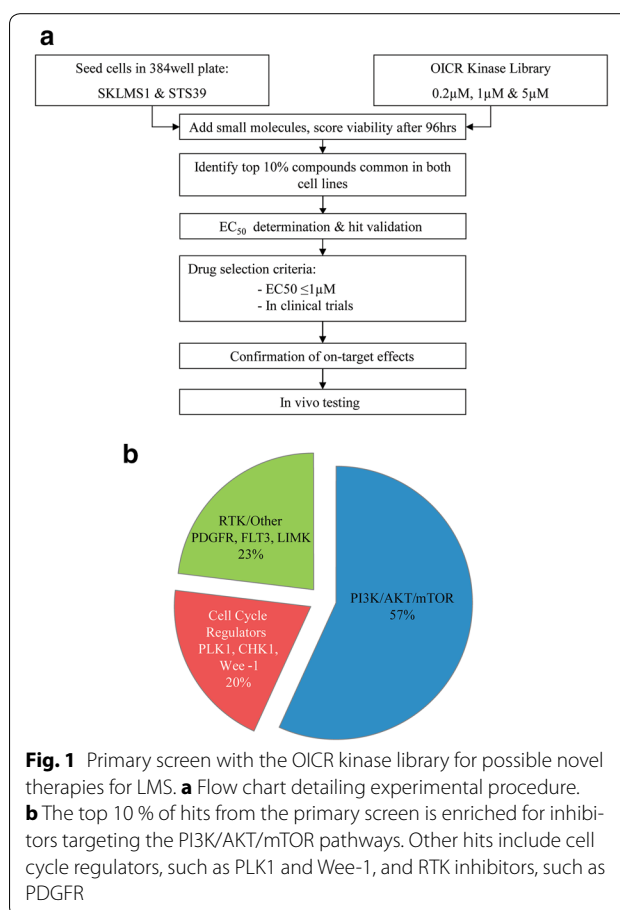 a
Seed cells in 384well plate:
SKLMS1 & STS39
OICR Kinase Library
0.2µM, 1µM & 5µM
Add small molecules, score viability after 96hrs
Identify top 10% compounds common in both
cell lines
EC50 determination & hit validation
Drug selection criteria:
- EC50 ≤1µM
- In clinical trials
Confirmation of on-target effects
In vivo testing
b
RTK/Other
PDGFR, FLT3, LIMK
23%
PI3K/AKT/mTOR
57%
Cell Cycle
Regulators
PLK1, CHK1,
Wee -1
20%
Fig. 1 Primary screen with the OICR kinase library for possible novel
therapies for LMS. a Flow chart detailing experimental procedure.
b The top 10 % of hits from the primary screen is enriched for inhibi-
tors targeting the PI3K/AKT/mTOR pathways. Other hits include cell
cycle regulators, such as PLK1 and Wee-1, and RTK inhibitors, such as
PDGFR